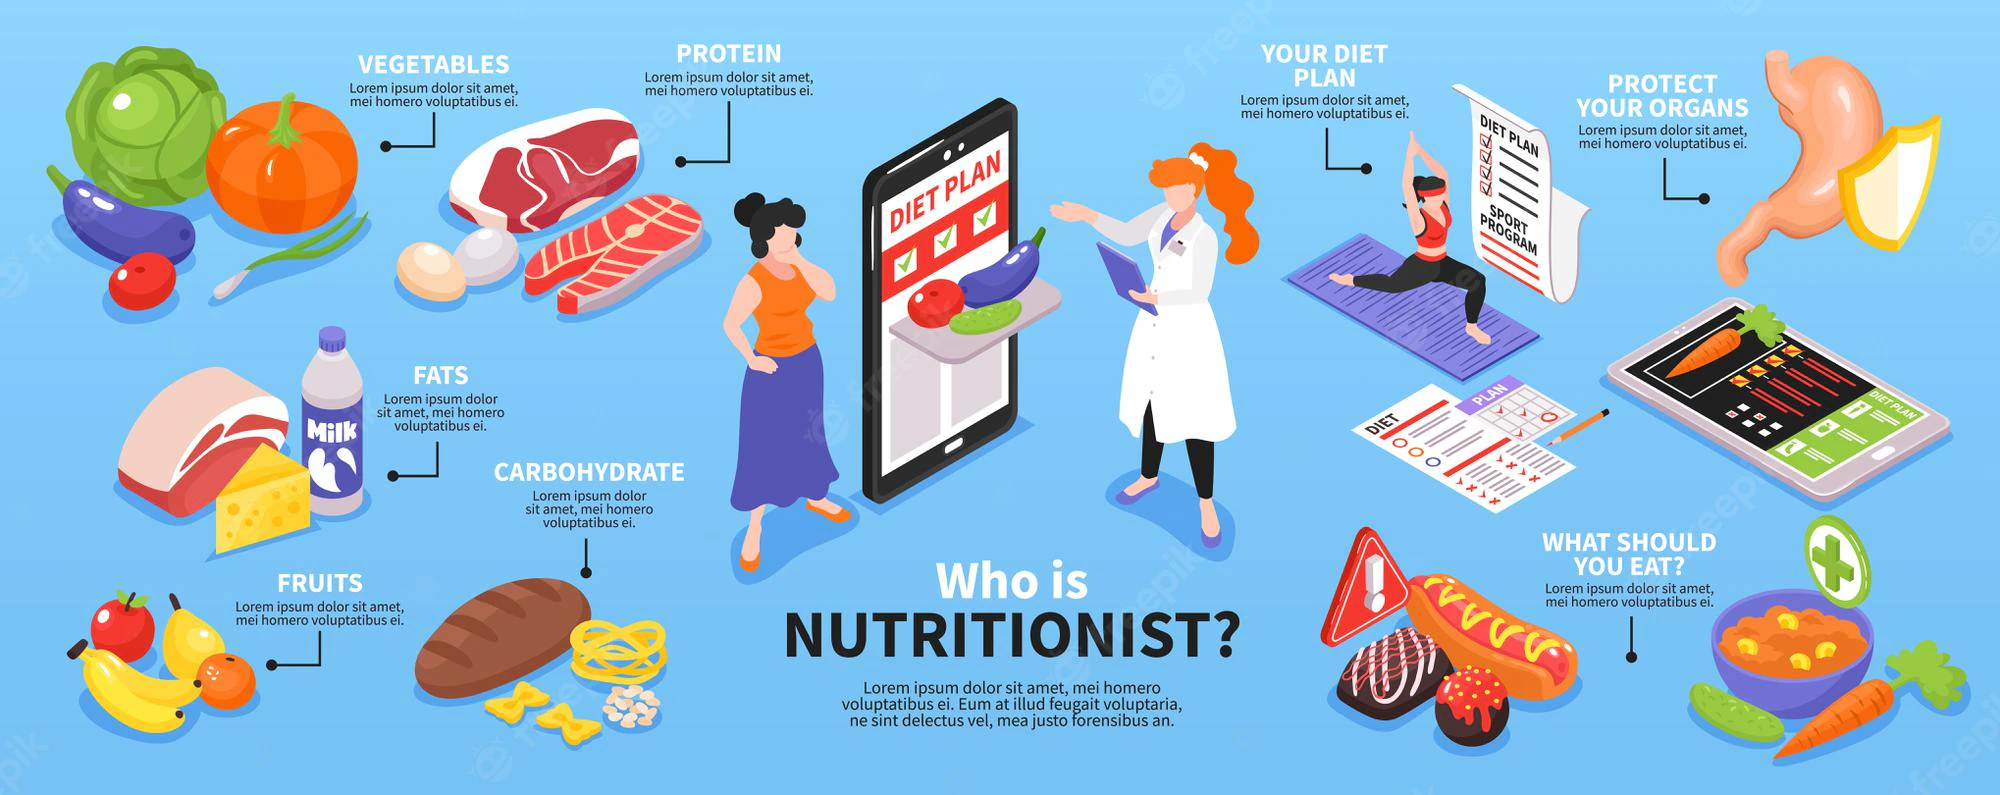 VEGETABLES
Lorem ipsum dolor sit amet,
mei homero voluptatibus ei.
PROTEIN
Lorem ipsum dolor sit amet,
mei homero voluptatibus ei.
FATS
Lorem ipsum dolor
sit amet, mei homero
voluptatibus ei.
Milk
CARBOHYDRATE
Lorem ipsum dolor
sit amet, mei homero
voluptatibus ei.
FRUITS
Lorem ipsum dolor sit amet,
mei homero voluptatibus ei.
DIET PLAN
Who is
NUTRITIONIST?
Lorem ipsum dolor sit amet, mei homero
voluptatibus ei. Eum at illud feugait voluptaria,
ne sint delectus vel, mea justo forensibus an.
YOUR DIET
PLAN
Lorem ipsum dolor sit amet,
mei homero voluptatibus ei.
DIET PLAN
SPORT
PROGRAM
PROTECT
YOUR ORGANS
Lorem ipsum dolor sit amet,
mei homero voluptatibus ei.
DIET
PLAN
DIET PLAN
WHAT SHOULD
YOU EAT?
Lorem ipsum dolor sit amet,
mei homero voluptatibus ei.
freepik